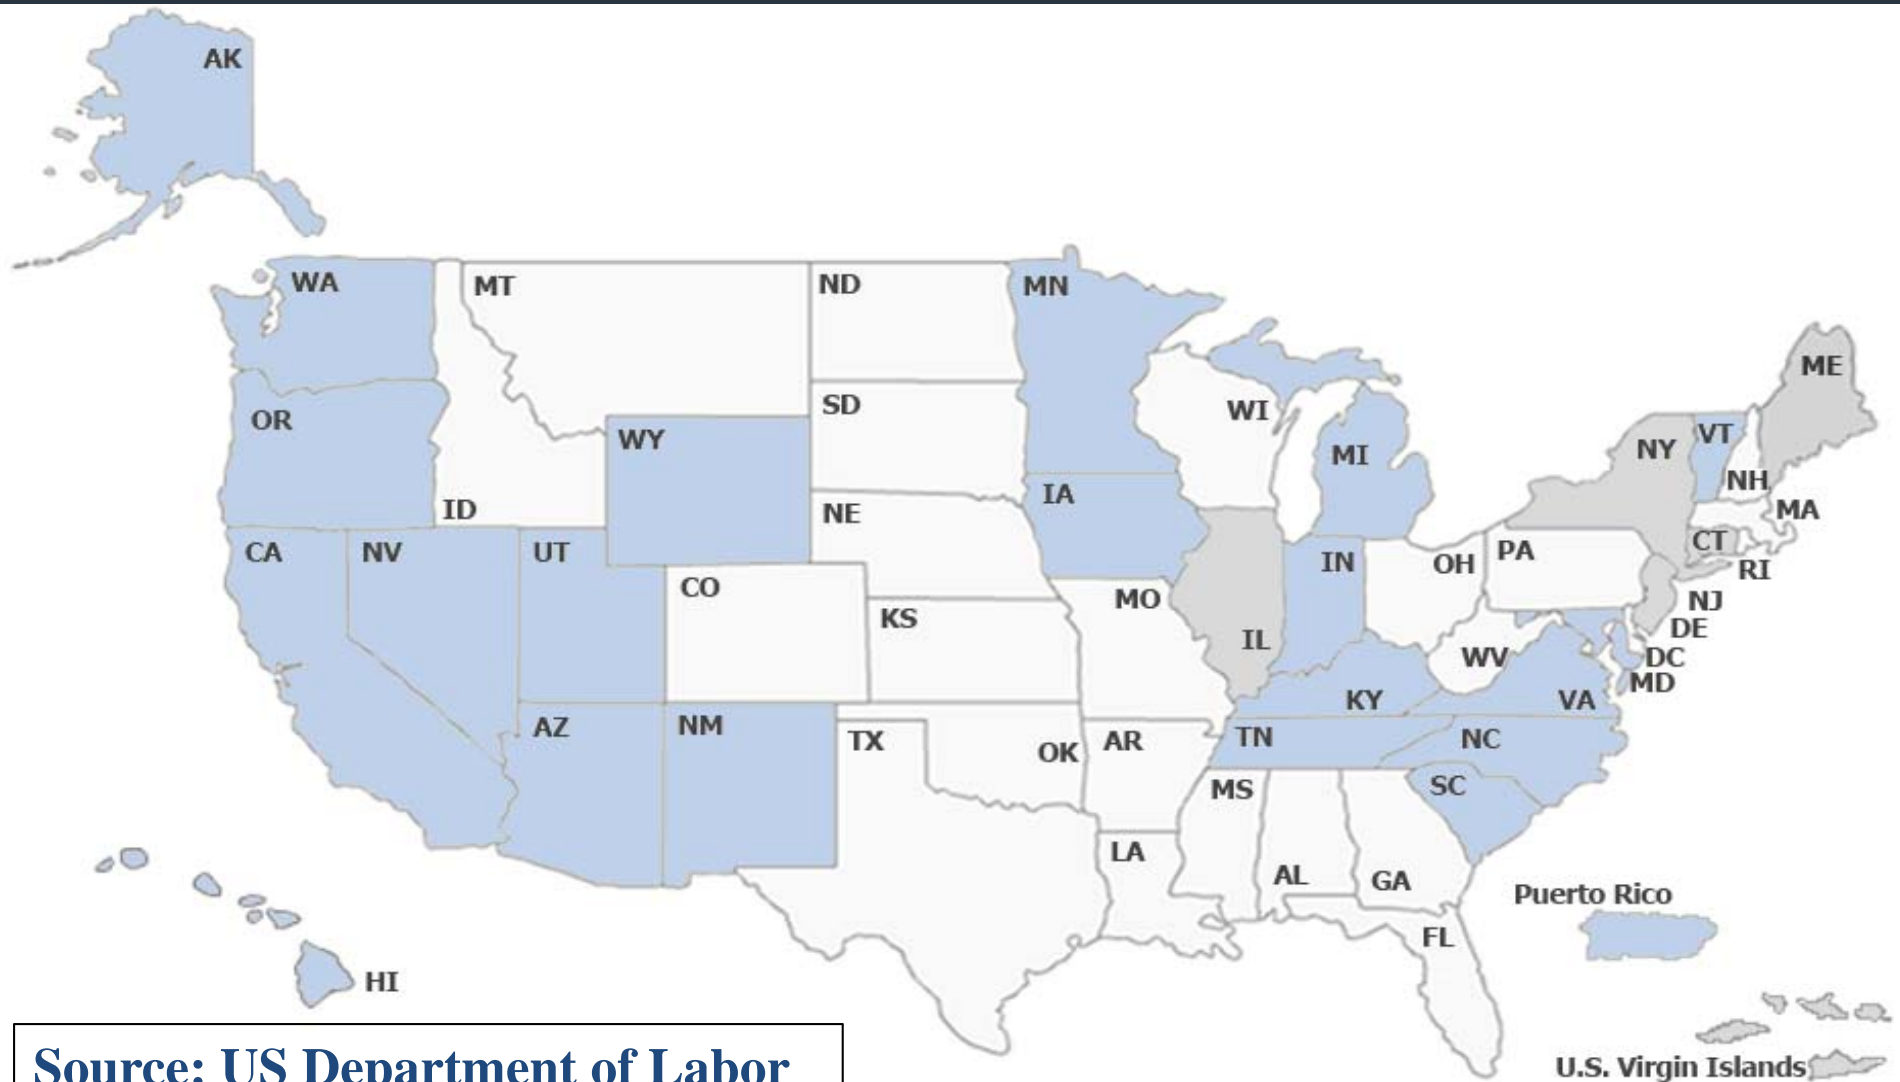 AK
WA
MT
ND
MN
ME
SD
WI
OR
WY
VT
NY
MI
NH
IA
ID
NE
MA
CT
CA
NV
UT
PA
IN
OH
RI
CO
MO
NJ
KS
DE
IL
DC
WV
MD
KY
VA
AZ
NM
TN
NC
TX
AR
OK
SC
MS
LA
AL
GA
Puerto Rico
FL
HI
Source: US Department of Labor
U.S. Virgin Islands